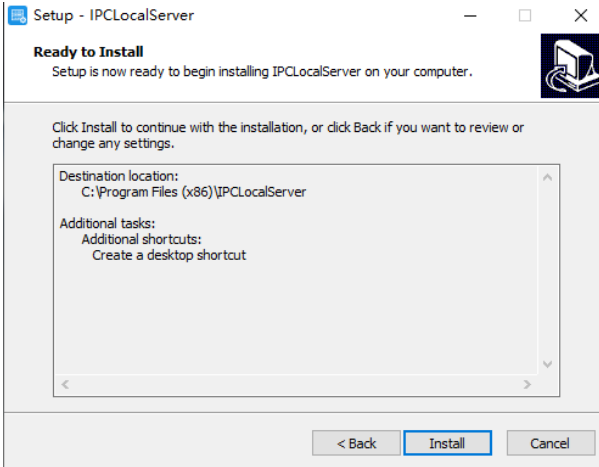 Setup - IPCLocalServer
Ready to Install
Setup is now ready to begin installing IPCLocalServer on your computer.
Click Install to continue with the installation, or click Back if you want to review or
change any settings.
Destination location:
C:\Program Files (x86)\IPCLocalServer
Additional tasks:
Additional shortcuts:
Create a desktop shortcut
< Back
Install
Cancel